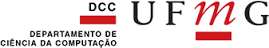 DCC
DEPARTAMENTO DE
CIÊNCIA DA COMPUTAÇÃO
UFmG